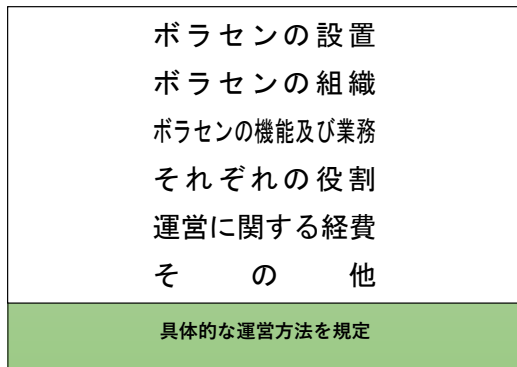 ボラセンの設置
ボラセンの組織
ボラセンの機能及び業務
それぞれの役割
運営に関する経費
その他
具体的な運営方法を規定